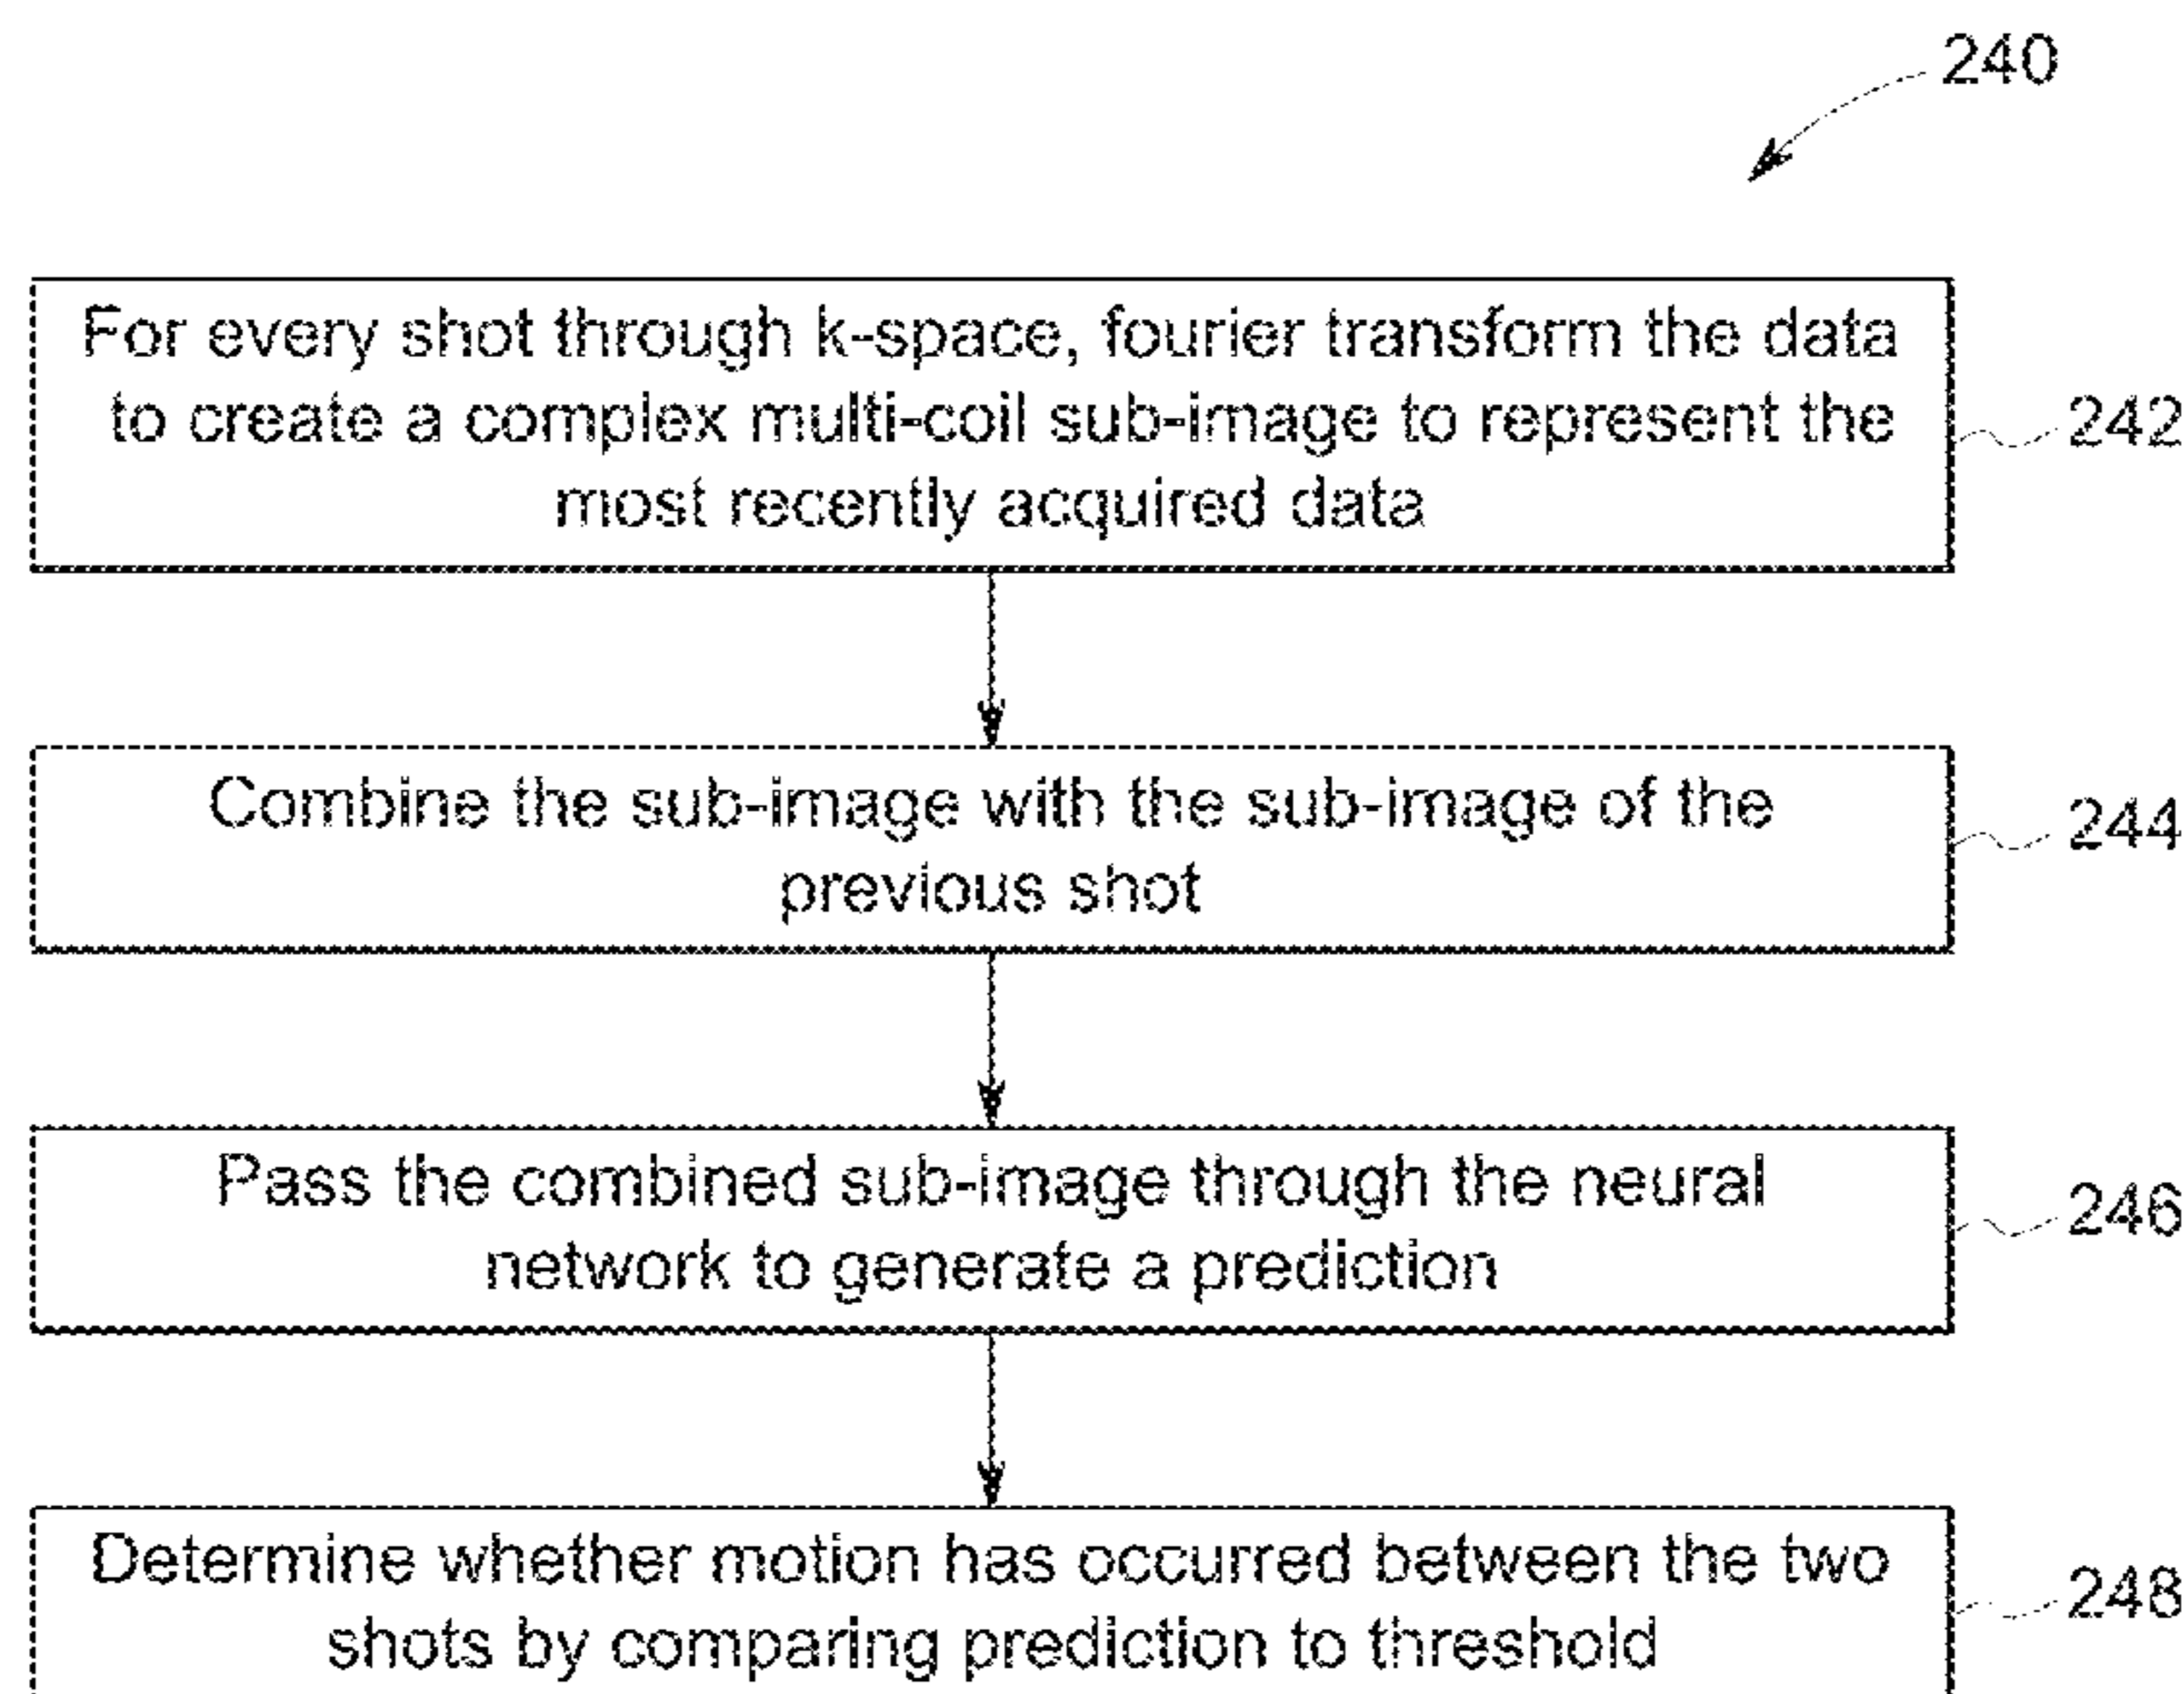 240
For every shot through k-space, fourier transform the data
to create a complex multi-coil sub-image to represent the
most recently acquired data
242
Combine the sub-image with the sub-image of the
previous shot
244
Pass the combined sub-image through the neural
network to generate a prediction
246
Determine whether motion has occurred between the two
shots by comparing prediction to threshold
248